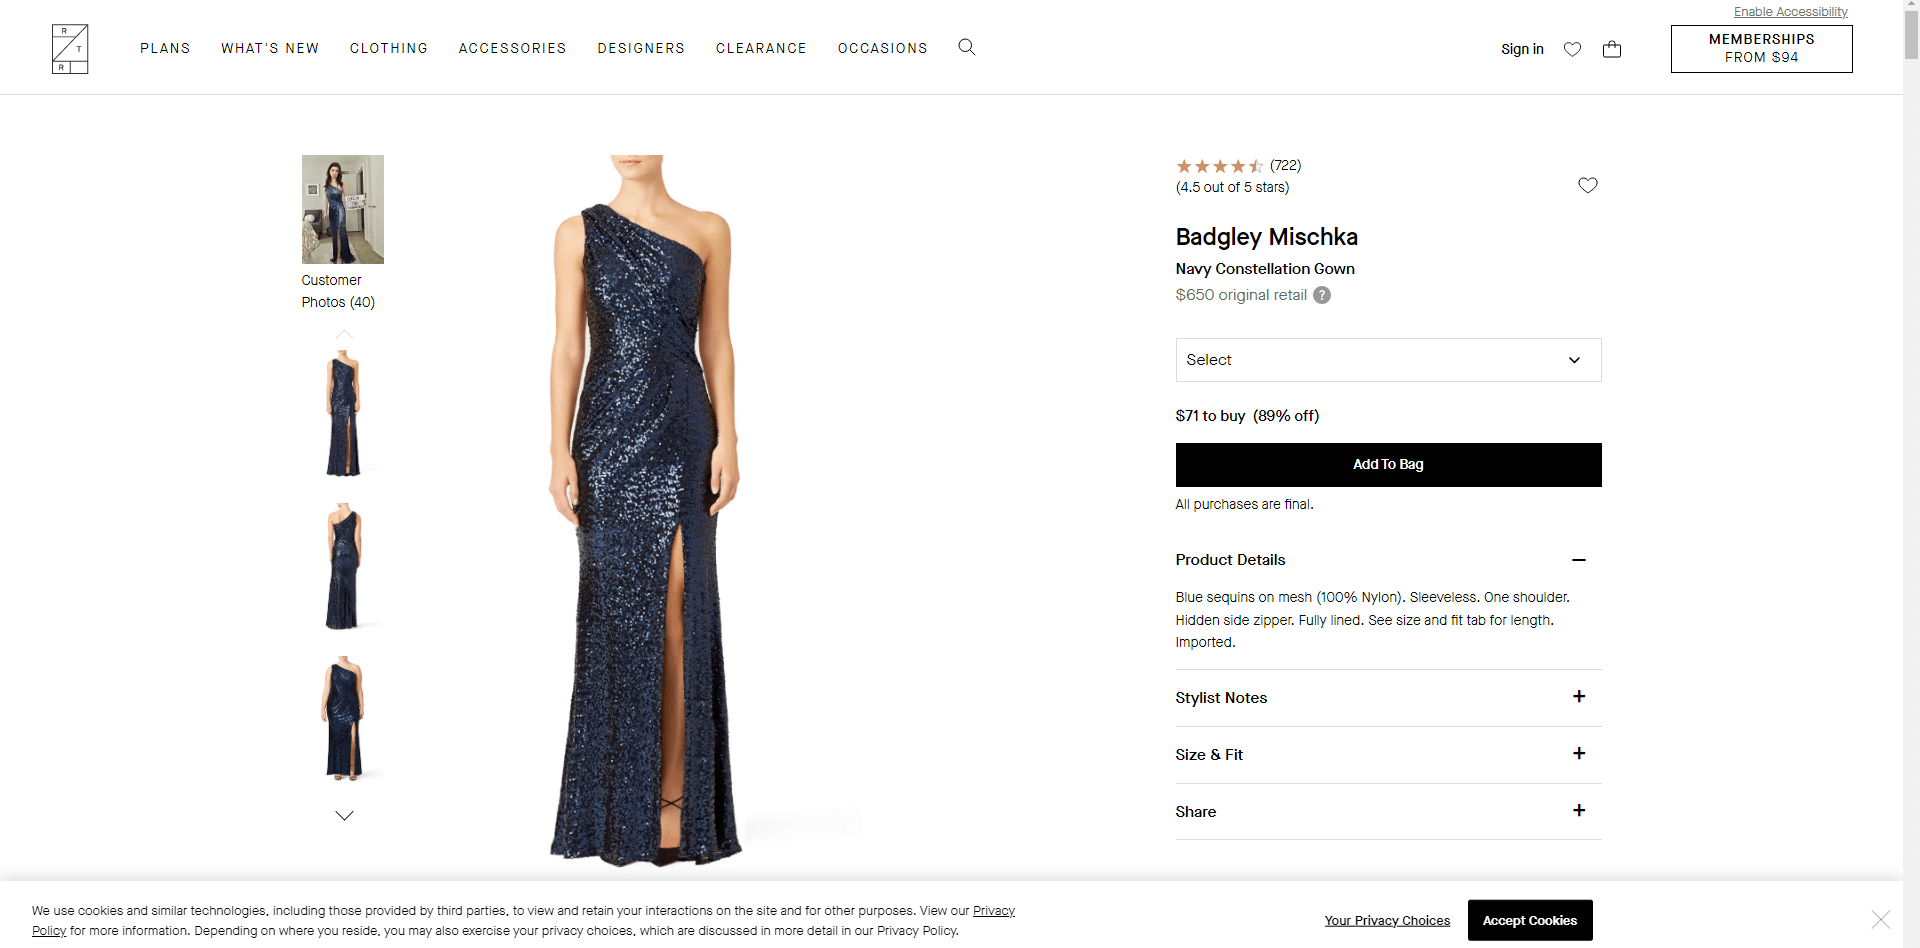 Enable Accessibility
R
T
R
PLANS
WHAT'S NEW
CLOTHING
ACCESSORIES
DESIGNERS
CLEARANCE
OCCASIONS
Sign in
MEMBERSHIPS
FROM $94
Customer
Photos (40)
(722)
(4.5 out of 5 stars)
Badgley Mischka
Navy Constellation Gown
$650 original retail ?
Select
$71 to buy (89% off)
Add To Bag
All purchases are final.
Product Details
Blue sequins on mesh (100% Nylon). Sleeveless. One shoulder.
Hidden side zipper. Fully lined. See size and fit tab for length.
Imported.
Stylist Notes
Size & Fit
Share
We use cookies and similar technologies, including those provided by third parties, to view and retain your interactions on the site and for other purposes. View our Privacy
Policy for more information. Depending on where you reside, you may also exercise your privacy choices, which are discussed in more detail in our Privacy Policy.
Your Privacy Choices
Accept Cookies